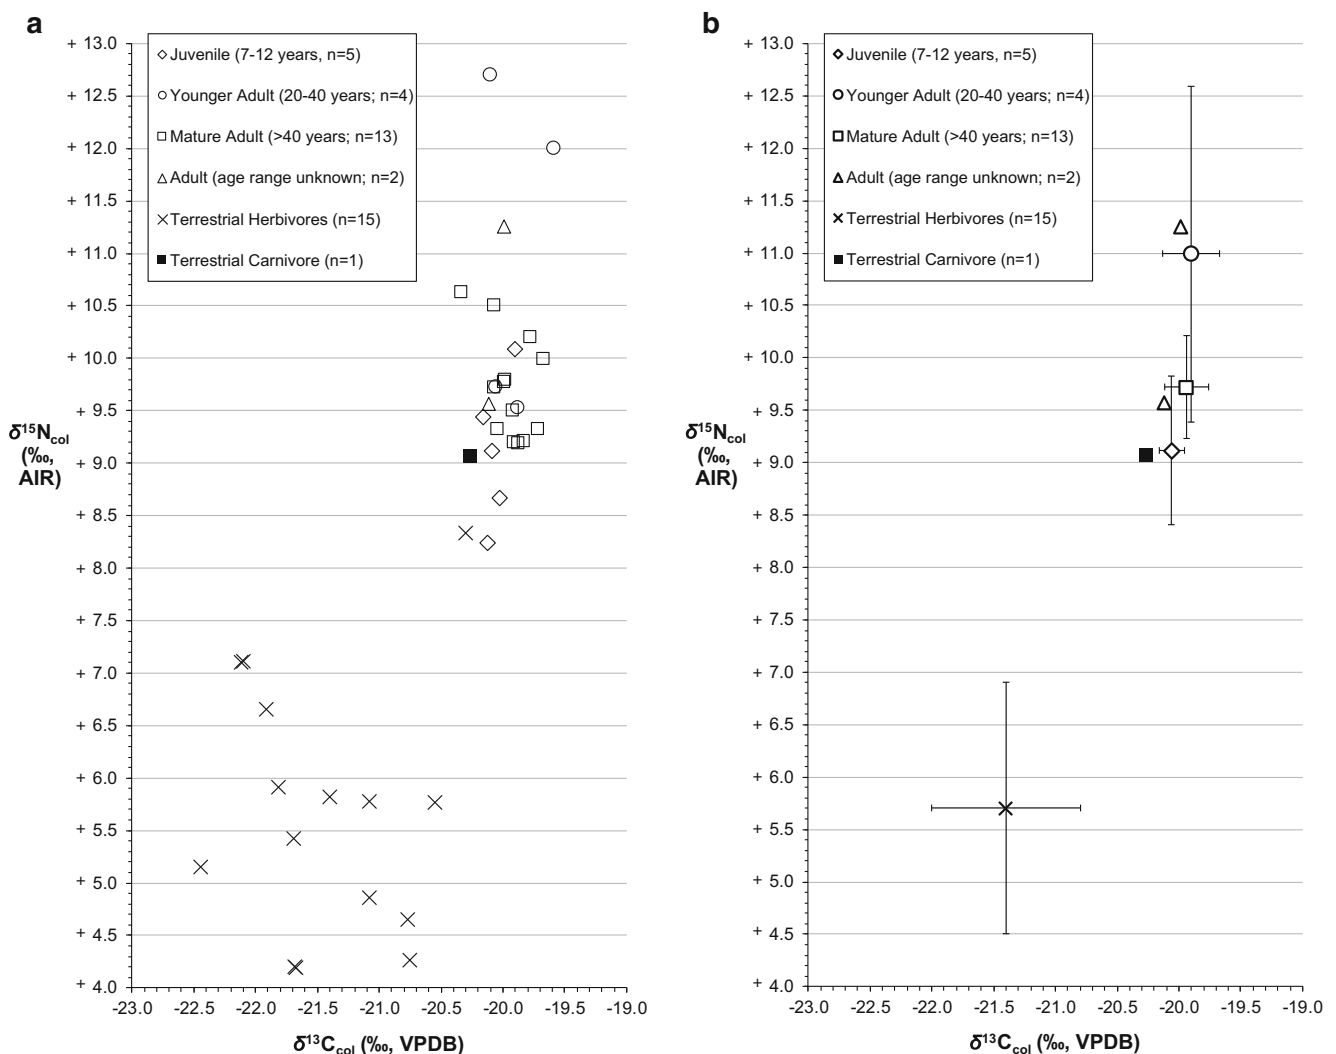 a
+ 13.0
+ 12.5
+ 12.0
+ 11.5
+ 11.0
+ 10.5
+ 10.0
+ 9.5
+ 9.0
+ 8.5
+ 8.0
+ 7.5
+ 7.0
+ 6.5
+ 6.0
+ 5.5
+ 5.0
+ 4.5
+ 4.0
δ15Ncol
(‰,
AIR)
Juvenile (7-12 years, n=5)
Younger Adult (20-40 years; n=4)
Mature Adult (>40 years; n=13)
Adult (age range unknown; n=2)
Terrestrial Herbivores (n=15)
Terrestrial Carnivore (n=1)
-23.0 -22.5 -22.0 -21.5 -21.0 -20.5 -20.0 -19.5 -19.0
δ13Ccol (‰, VPDB)
b
+ 13.0
+ 12.5
+ 12.0
+ 11.5
+ 11.0
+ 10.5
+ 10.0
+ 9.5
+ 9.0
+ 8.5
+ 8.0
+ 7.5
+ 7.0
+ 6.5
+ 6.0
+ 5.5
+ 5.0
+ 4.5
+ 4.0
δ15Ncol
(‰,
AIR)
Juvenile (7-12 years, n=5)
Younger Adult (20-40 years; n=4)
Mature Adult (>40 years; n=13)
Adult (age range unknown; n=2)
Terrestrial Herbivores (n=15)
Terrestrial Carnivore (n=1)
-23.0 -22.5 -22.0 -21.5 -21.0 -20.5 -20.0 -19.5 -19.0
δ13Ccol (‰, VPDB)